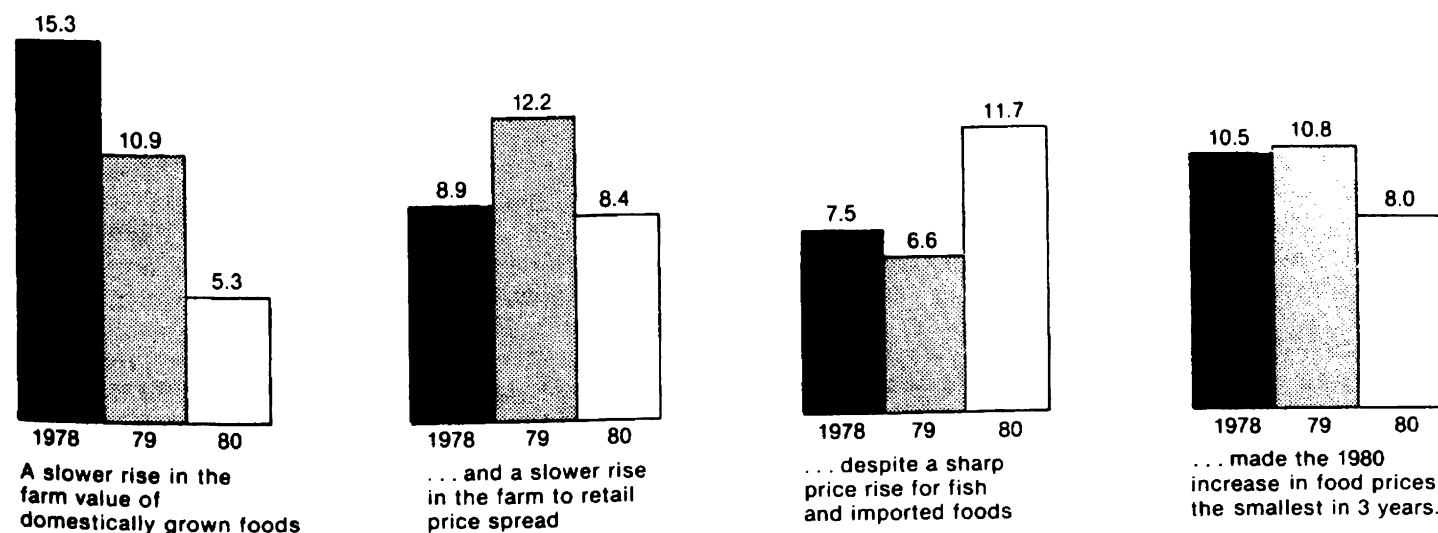 15.3
10.9
5.3
1978 79 80
A slower rise in the
farm value of
domestically grown foods
8.9
12.2
8.4
1978 79 80
. . . and a slower rise
in the farm to retail
price spread
7.5
6.6
11.7
1978 79 80
. . . despite a sharp
price rise for fish
and imported foods
10.5
10.8
8.0
1978 79 80
. . . made the 1980
increase in food prices
the smallest in 3 years.